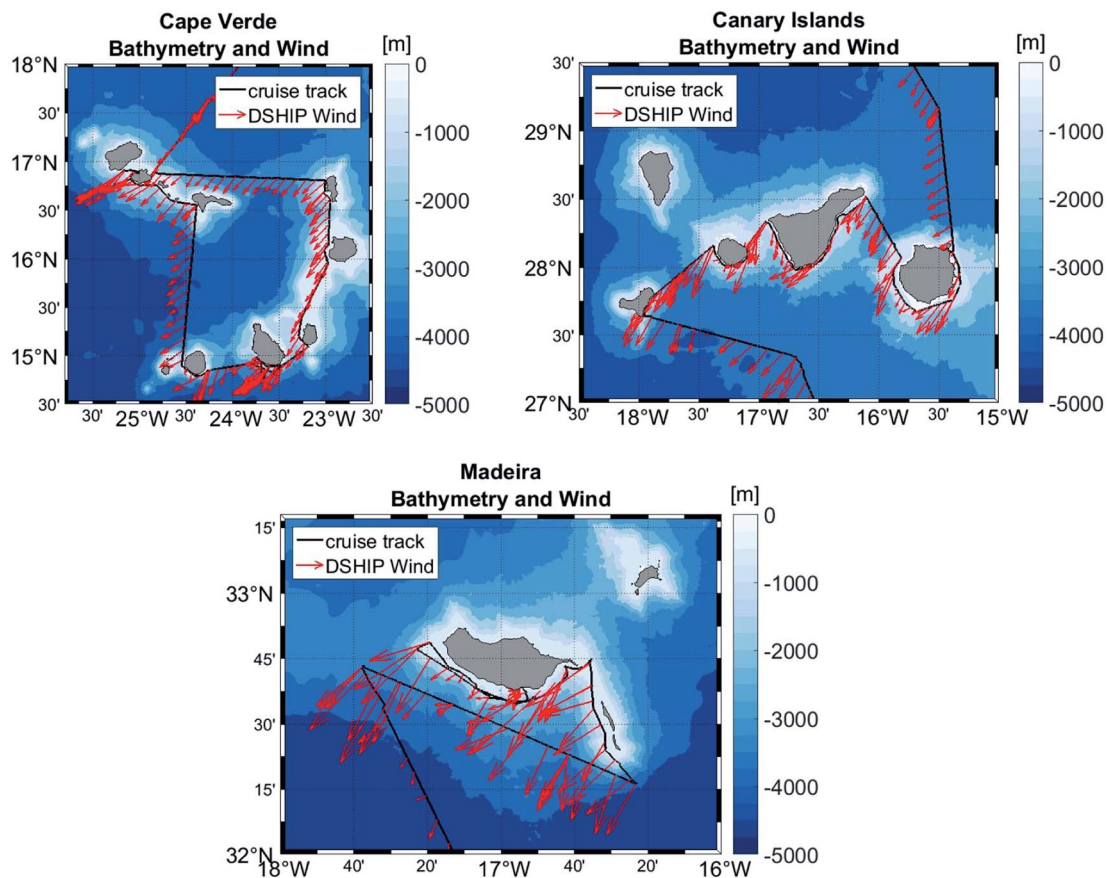 Cape Verde
Bathymetry and Wind
[m]
18°N
30'
17°N
30'
16°N
30'
15°N
30'
30'
25°W
30'
24°W
30'
23°W
30'
cruise track
DSHIP Wind
0
-1000
-2000
-3000
-4000
-5000
Canary Islands
Bathymetry and Wind
[m]
30'
29°N
30'
28°N
30'
27°N
18°W
30'
17°W
30'
16°W
30'
15°W
cruise track
DSHIP Wind
0
-1000
-2000
-3000
-4000
-5000
Madeira
Bathymetry and Wind
[m]
15'
33°N
45'
30'
15'
32°N
18°W
40'
20'
17°W
40'
20'
16°W
cruise track
DSHIP Wind
0
-1000
-2000
-3000
-4000
-5000